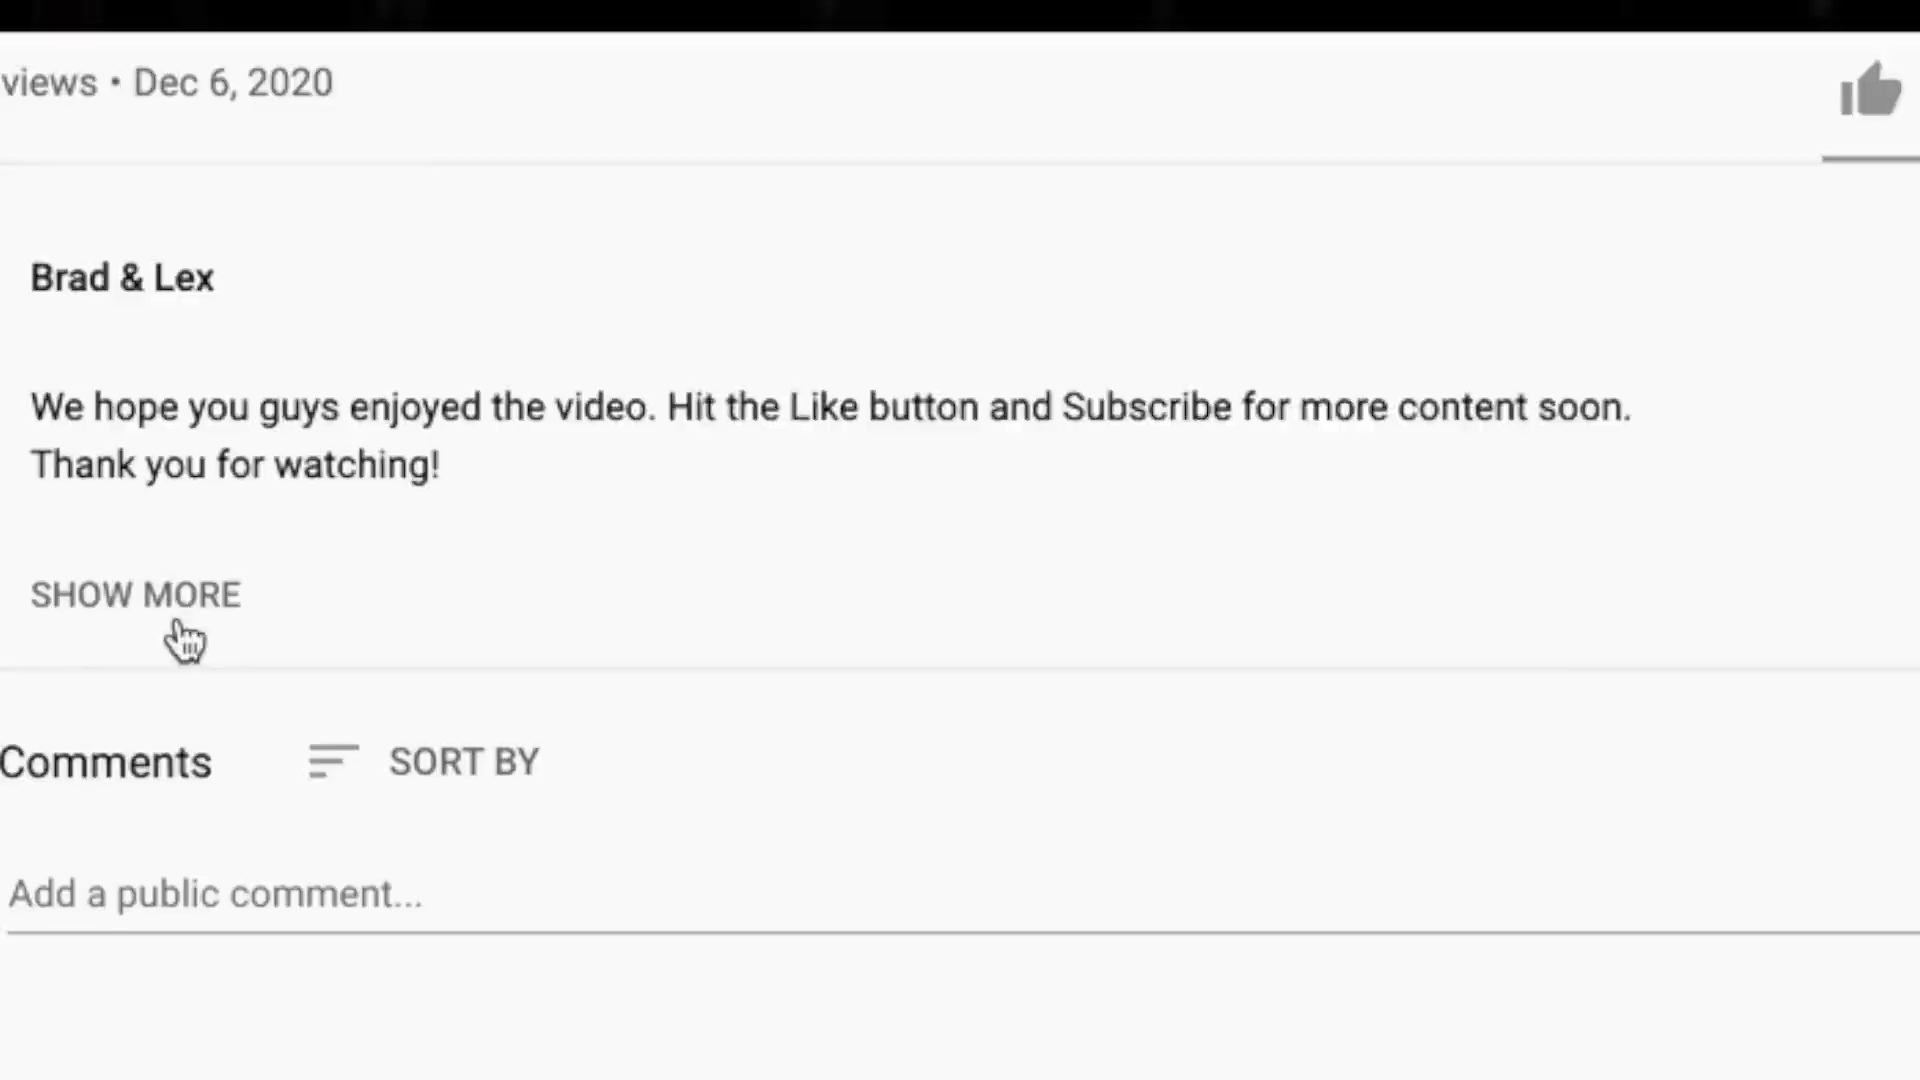 views • Dec 6, 2020
Brad & Lex
We hope you guys enjoyed the video. Hit the Like button and Subscribe for more content soon.
Thank you for watching!
SHOW MORE
Comments
SORT BY
Add a public comment...